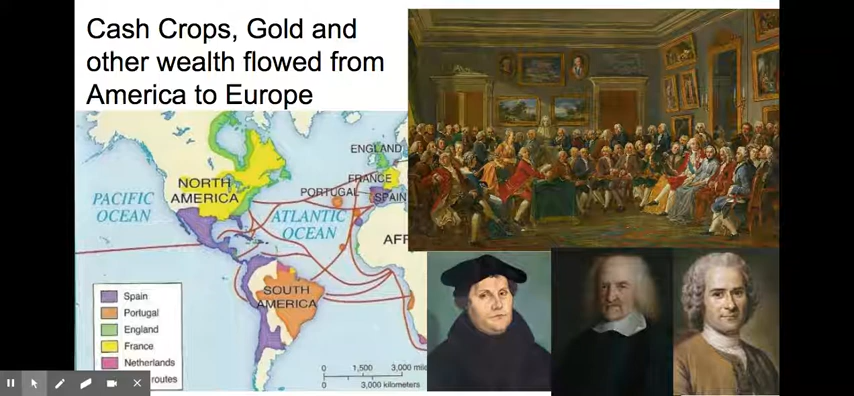 Cash Crops, Gold and
other wealth flowed from
America to Europe
ENGLAND
FRANCE
PORTUGAL
SPAIN
NORTH
AMERICA
PACIFIC
OCEAN
ATLANTIC
OCEAN
AF
SOUTH
AMERICA
Spain
Portugal
England
France
Netherlands
routes
0 1,500 3,000 mile
0 3,000 kilometers